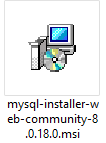 mysql-installer-w
eb-community-8
.0.18.0.msi